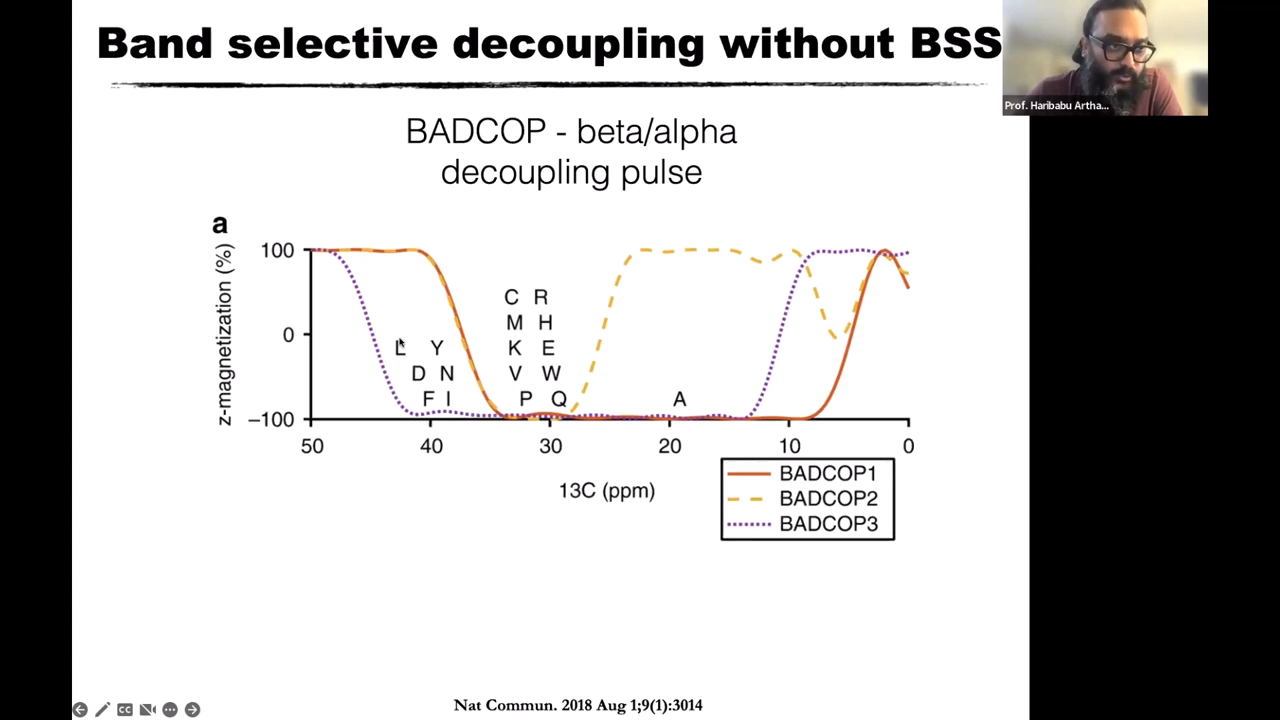 Band selective decoupling without BSS
Prof. Haribabu Artha...
BADCOP - beta/alpha
decoupling pulse
a
z-magnetization (%)
100
0
−100
C R
M H
L Y K E
D N V W
F I P Q A
50 40 30 20 10 0
13C (ppm)
BADCOP1
BADCOP2
BADCOP3
CC
Nat Commun. 2018 Aug 1;9(1):3014